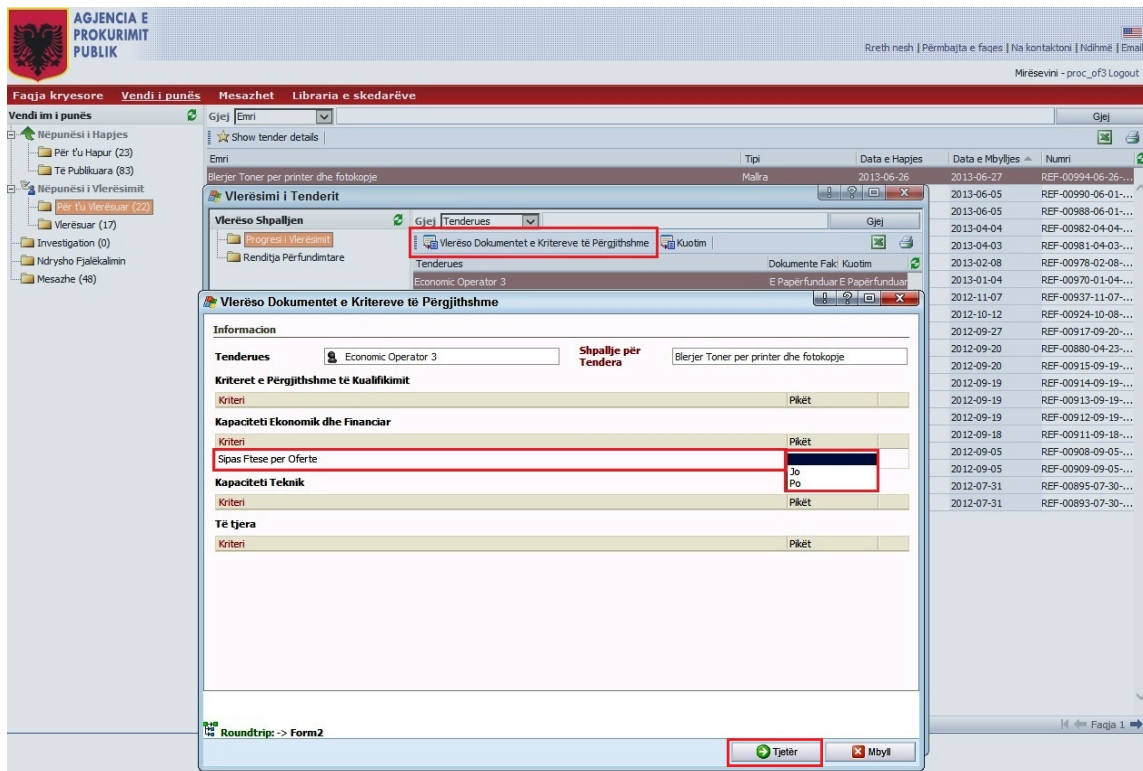 AGJENCIA E
PROKURIMIT
PUBLIK
Rreth nesh | Përmbajta e faqes | Na kontaktoni | Ndihmë | Email
Mirësevini - proc_of3 Logout
Faqja kryesore Vendi i punës Mesazhet Libraria e skedarëve
Vendi im i punës
Nëpunësi i Hapjes
Për t'u Hapur (23)
Të Publikuara (83)
Nëpunësi i Vlerësimit
Për t'u Vlerësuar (22)
Vlerësuar (17)
Investigation (0)
Ndrysho Fjalëkalimin
Mesazhe (48)
Gjej Emri Gjej
Show tender details
Emri Tipi Data e Hapjes Data e Mbylljes Numri
Blerjer Toner per printer dhe fotokopje Mallra 2013-06-26 2013-06-27 REF-00994-06-26-...
2013-06-05 REF-00990-06-01-...
2013-06-05 REF-00988-06-01-...
2013-04-04 REF-00982-04-04-...
2013-04-03 REF-00981-04-03-...
2013-02-08 REF-00978-02-08-...
2013-01-04 REF-00970-01-04-...
2012-11-07 REF-00937-11-07-...
2012-10-12 REF-00924-10-08-...
2012-09-27 REF-00917-09-20-...
2012-09-20 REF-00880-04-23-...
2012-09-20 REF-00915-09-19-...
2012-09-19 REF-00914-09-19-...
2012-09-19 REF-00913-09-19-...
2012-09-19 REF-00912-09-19-...
2012-09-18 REF-00911-09-18-...
2012-09-05 REF-00908-09-05-...
2012-09-05 REF-00909-09-05-...
2012-07-31 REF-00895-07-30-...
2012-07-31 REF-00893-07-30-...
Faqja 1
Vlerësimi i Tenderit
Vlerëso Shpalljen
Progresi i Vlerësimit
Renditja Përfundimtare
Gjej Tenderues Gjej
Vlerëso Dokumentet e Kritereve të Përgjithshme Kuotim
Tenderues Dokumente Fak Kuotim
Economic Operator 3 E Papërfunduar E Papërfunduar
Vlerëso Dokumentet e Kritereve të Përgjithshme
Informacion
Tenderues Economic Operator 3
Shpallje për
Tendera
Blerjer Toner per printer dhe fotokopje
Kriteret e Përgjithshme të Kualifikimit
Kriteri Pikët
Kapaciteti Ekonomik dhe Financiar
Kriteri Pikët
Sipas Ftese per Oferte
Jo
Po
Kapaciteti Teknik
Kriteri Pikët
Të tjera
Kriteri Pikët
Roundtrip: -> Form2
Tjetër Mbyll